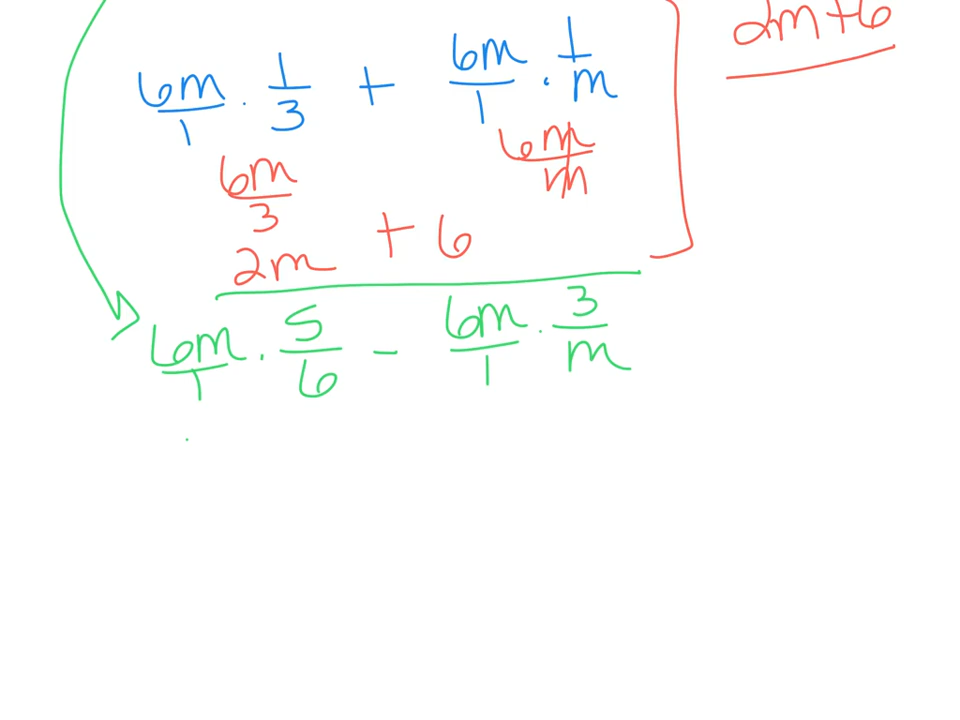 2m+6
6m/1 · 1/3 + 6m/1 · 1/m
6m/3 6m/m
2m + 6
6m/1 · 5/6 - 6m/1 · 3/m